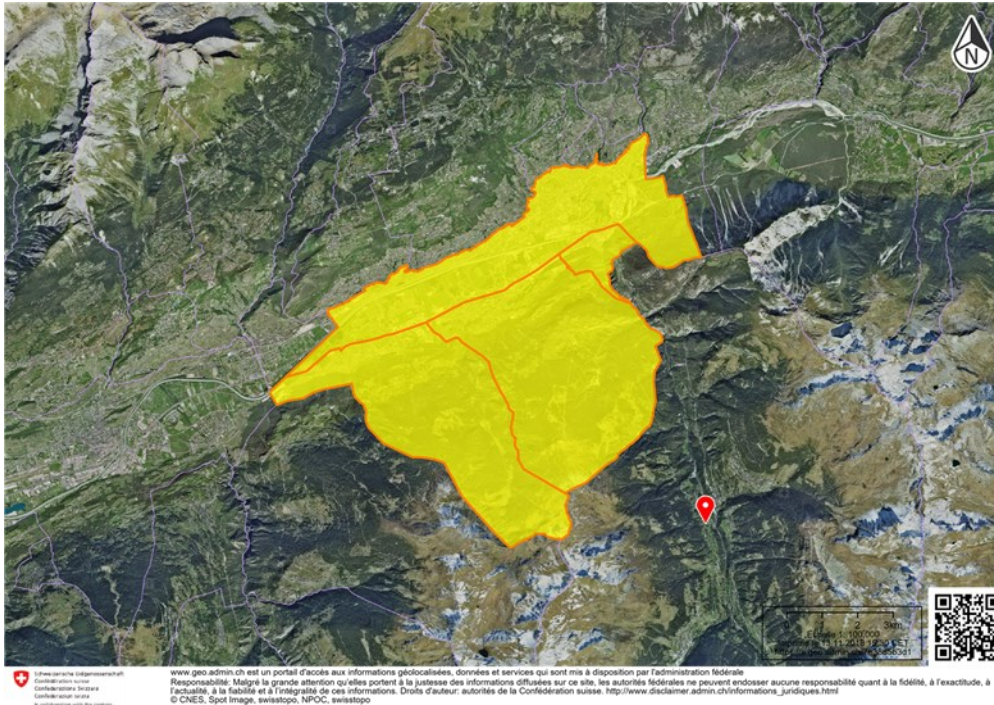 N
0 1 2 3km
Echelle 1: 100,000
Schweizerische Eidgenossenschaft
Confédération suisse
Confederazione Svizzera
Confederaziun svizra
www.geo.admin.ch est un portail d'accès aux informations géolocalisées, données et services qui sont mis à disposition par l'administration fédérale
Responsabilité: Malgré la grande attention qu'elles portent à la justesse des informations diffusées sur ce site, les autorités fédérales ne peuvent endosser aucune responsabilité quant à la fidélité, à l'exactitude, à
l'actualité, à la fiabilité et à l'intégralité de ces informations. Droits d'auteur: autorités de la Confédération suisse. http://www.disclaimer.admin.ch/informations_juridiques.html
© CNES, Spot Image, swisstopo, NPOC, swisstopo